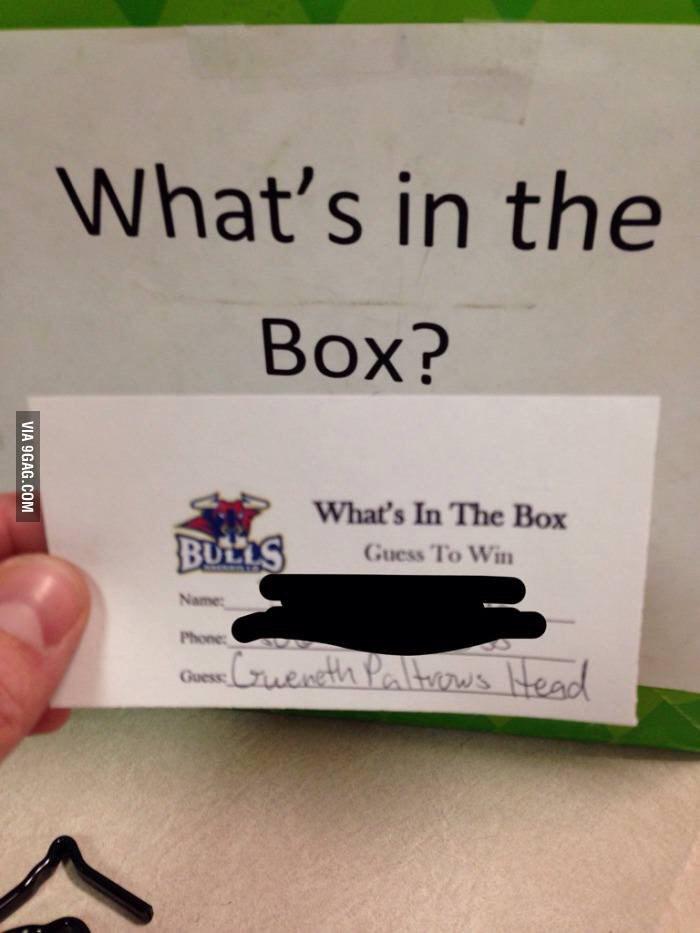 What's in the
Box?
VIA 9GAG.COM
BULLS
What's In The Box
Guess To Win
Name:
Phone:
Guess: Gweneth Paltrows Head